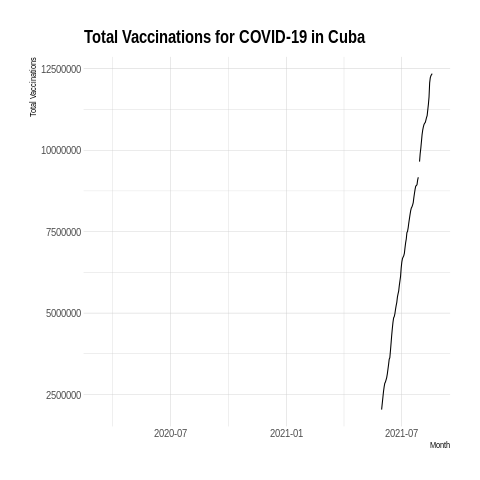 Total Vaccinations for COVID-19 in Cuba
Total Vaccinations
12500000
10000000
7500000
5000000
2500000
2020-07
2021-01
2021-07
Month